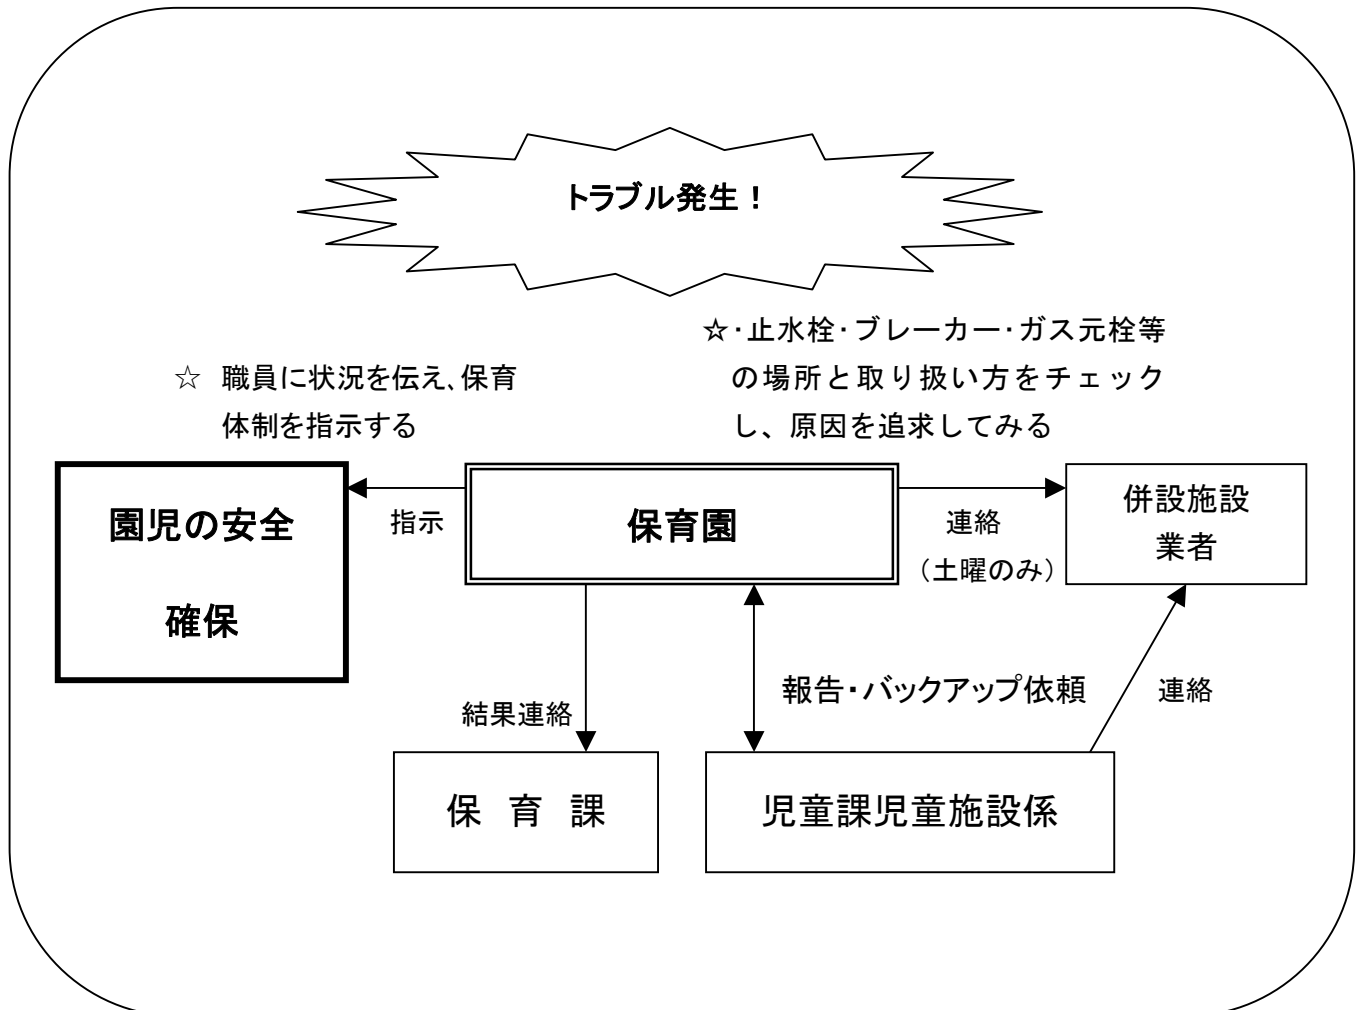 トラブル発生！
☆　職員に状況を伝え、保育
体制を指示する
☆・止水栓・ブレーカー・ガス元栓等
の場所と取り扱い方をチェック
し、原因を追求してみる
園児の安全
確保
指示
保育園
連絡
（土曜のみ）
併設施設
業者
結果連絡
報告・バックアップ依頼
連絡
保　育　課
児童課児童施設係